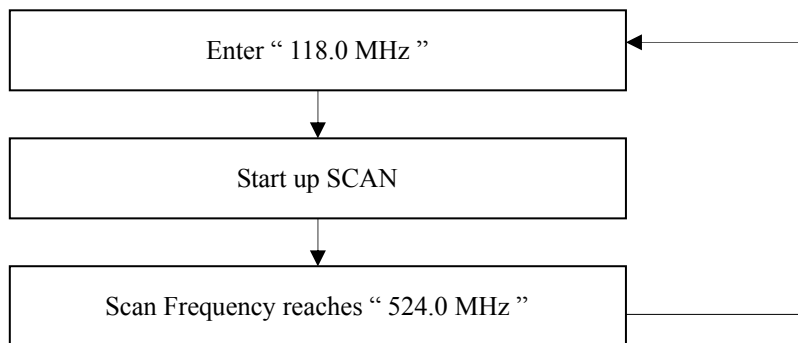 Enter “ 118.0 MHz ”
Start up SCAN
Scan Frequency reaches “ 524.0 MHz ”